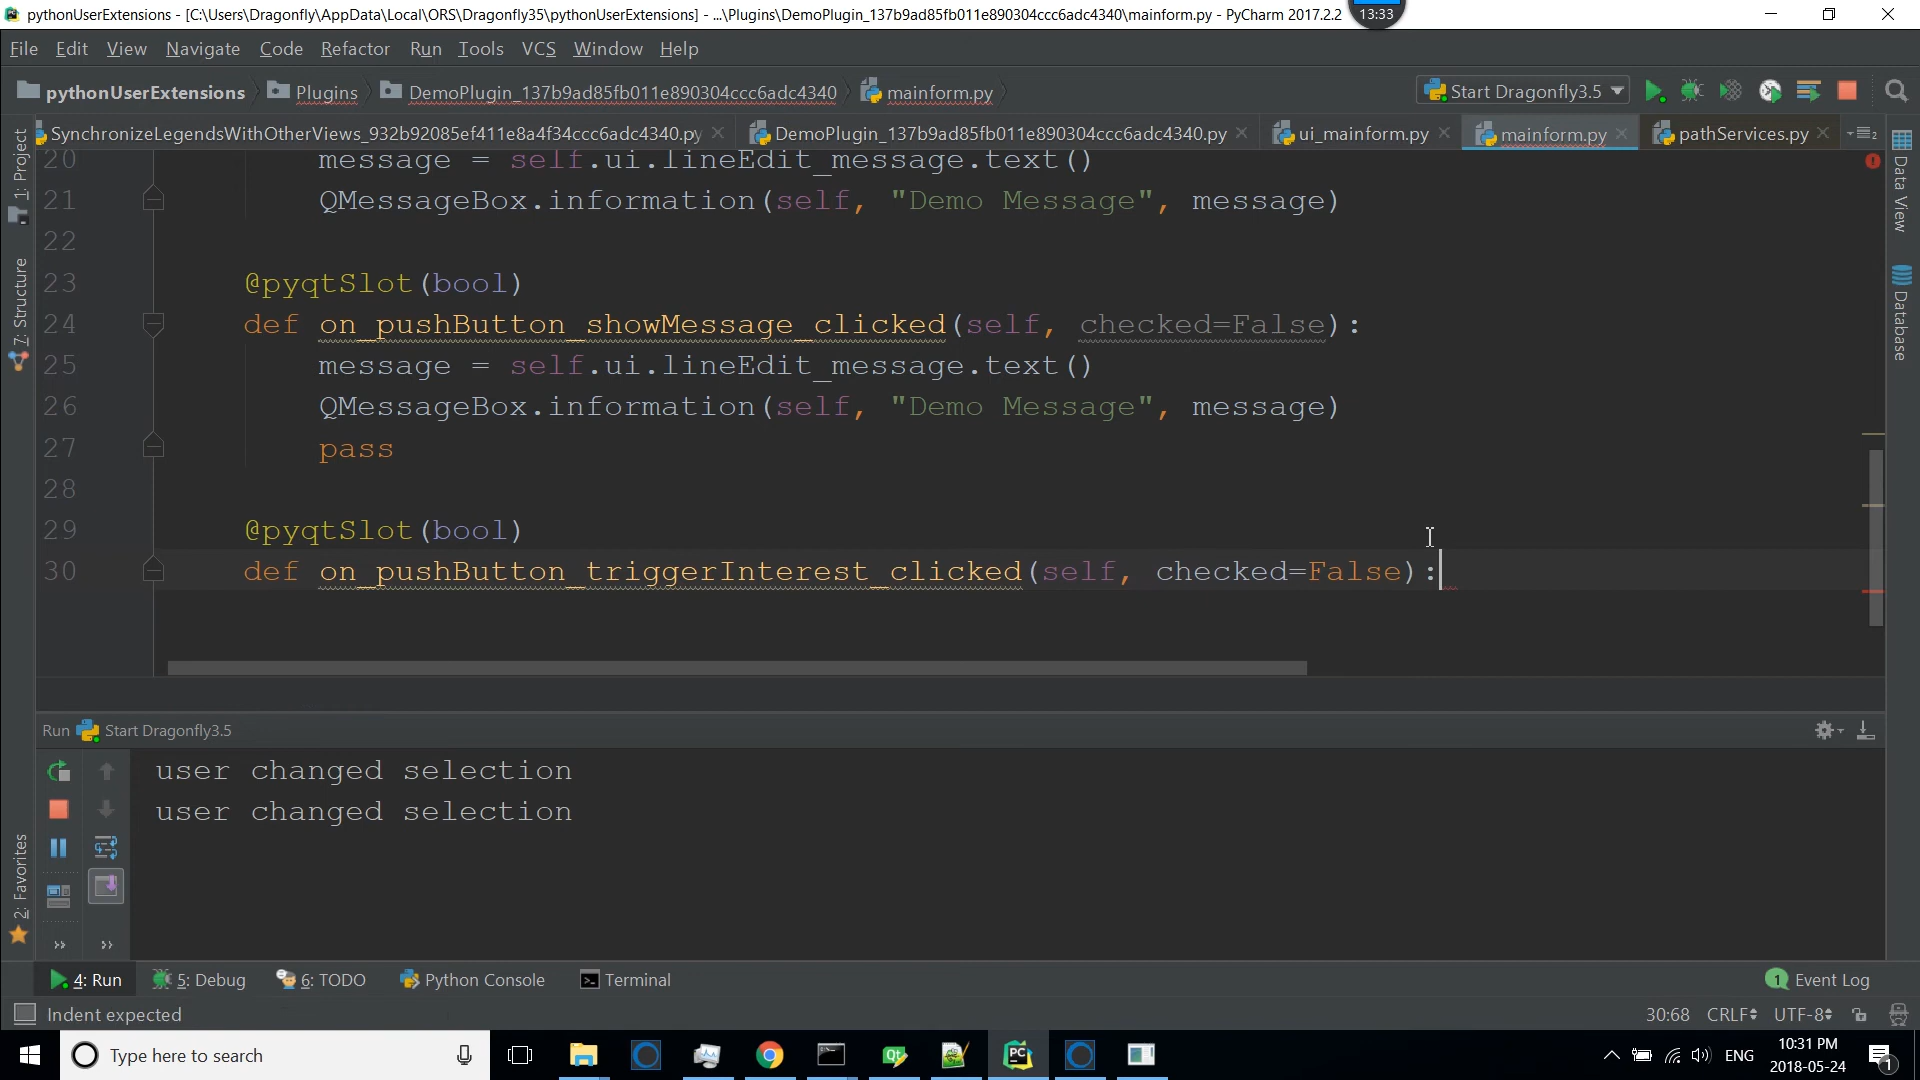 pythonUserExtensions - [C:\Users\Dragonfly\AppData\Local\ORS\Dragonfly35\pythonUserExtensions] - ...\Plugins\DemoPlugin_137b9ad85fb011e890304ccc6adc4340\mainform.py - PyCharm 2017.2.2
13:33
File Edit View Navigate Code Refactor Run Tools VCS Window Help
pythonUserExtensions Plugins DemoPlugin_137b9ad85fb011e890304ccc6adc4340 mainform.py Start Dragonfly3.5
SynchronizeLegendsWithOtherViews_932b92085ef411e8a4f34ccc6adc4340.py DemoPlugin_137b9ad85fb011e890304ccc6adc4340.py ui_mainform.py mainform.py pathServices.py
1: Project
7: Structure
2: Favorites
Data View
Database
20 message = self.ui.lineEdit_message.text()
21 QMessageBox.information(self, "Demo Message", message)
22
23 @pyqtSlot(bool)
24 def on_pushButton_showMessage_clicked(self, checked=False):
25 message = self.ui.lineEdit_message.text()
26 QMessageBox.information(self, "Demo Message", message)
27 pass
28
29 @pyqtSlot(bool)
30 def on_pushButton_triggerInterest_clicked(self, checked=False):
Run Start Dragonfly3.5
user changed selection
user changed selection
4: Run 5: Debug 6: TODO Python Console Terminal 1 Event Log
Indent expected 30:68 CRLF UTF-8
Type here to search ENG 10:31 PM
2018-05-24 1